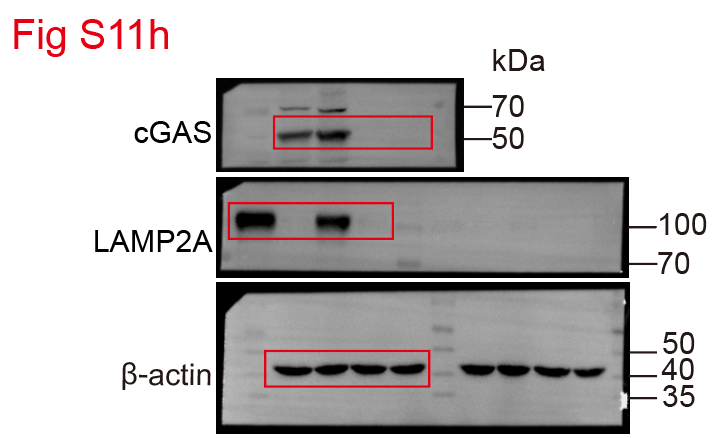 Fig S11h
kDa
cGAS
70
50
LAMP2A
100
70
β-actin
50
40
35